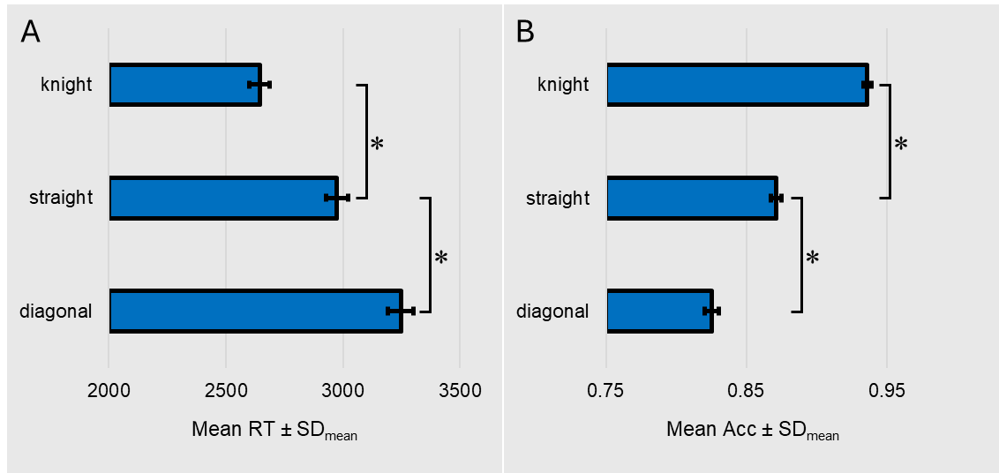 A
knight
*
straight
*
diagonal
2000 2500 3000 3500
Mean RT ± SDmean
B
knight
*
straight
*
diagonal
0.75 0.85 0.95
Mean Acc ± SDmean